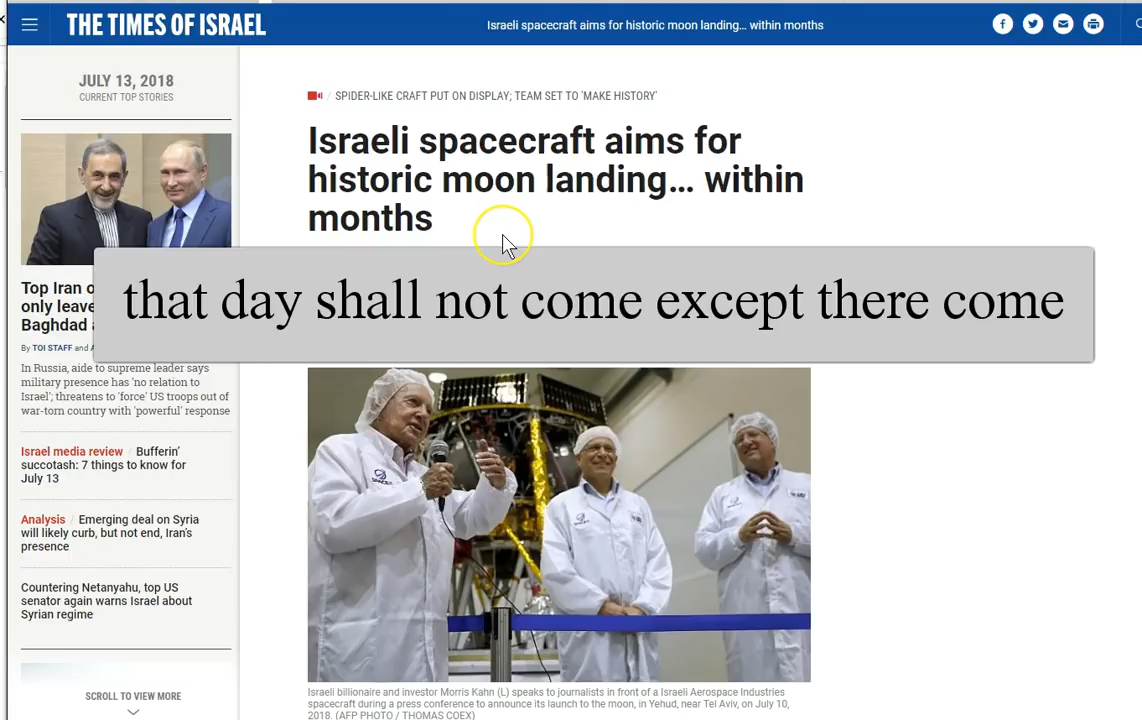 THE TIMES OF ISRAEL
Israeli spacecraft aims for historic moon landing… within months
JULY 13, 2018
CURRENT TOP STORIES
SPIDER-LIKE CRAFT PUT ON DISPLAY; TEAM SET TO 'MAKE HISTORY'
Israeli spacecraft aims for
historic moon landing… within
months
that day shall not come except there come
Top Iran
only leave
Baghdad
By TOI STAFF and
In Russia, aide to supreme leader says
military presence has 'no relation to
Israel'; threatens to 'force' US troops out of
war-torn country with 'powerful' response
Israel media review / Bufferin'
succotash: 7 things to know for
July 13
Analysis / Emerging deal on Syria
will likely curb, but not end, Iran's
presence
Countering Netanyahu, top US
senator again warns Israel about
Syrian regime
SCROLL TO VIEW MORE
Israeli billionaire and investor Morris Kahn (L) speaks to journalists in front of a Israeli Aerospace Industries
spacecraft during a press conference to announce its launch to the moon, in Yehud, near Tel Aviv, on July 10,
2018. (AFP PHOTO / THOMAS COEX)